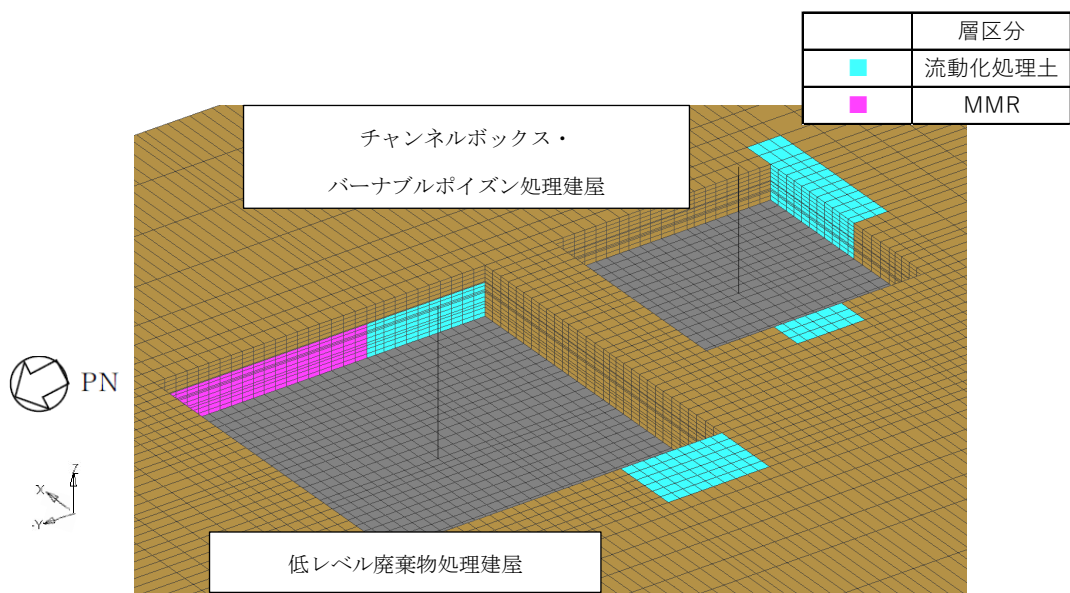 層区分
流動化処理土
MMR
チャンネルボックス・
バーナブルポイズン処理建屋
PN
Z
X
-Y
低レベル廃棄物処理建屋